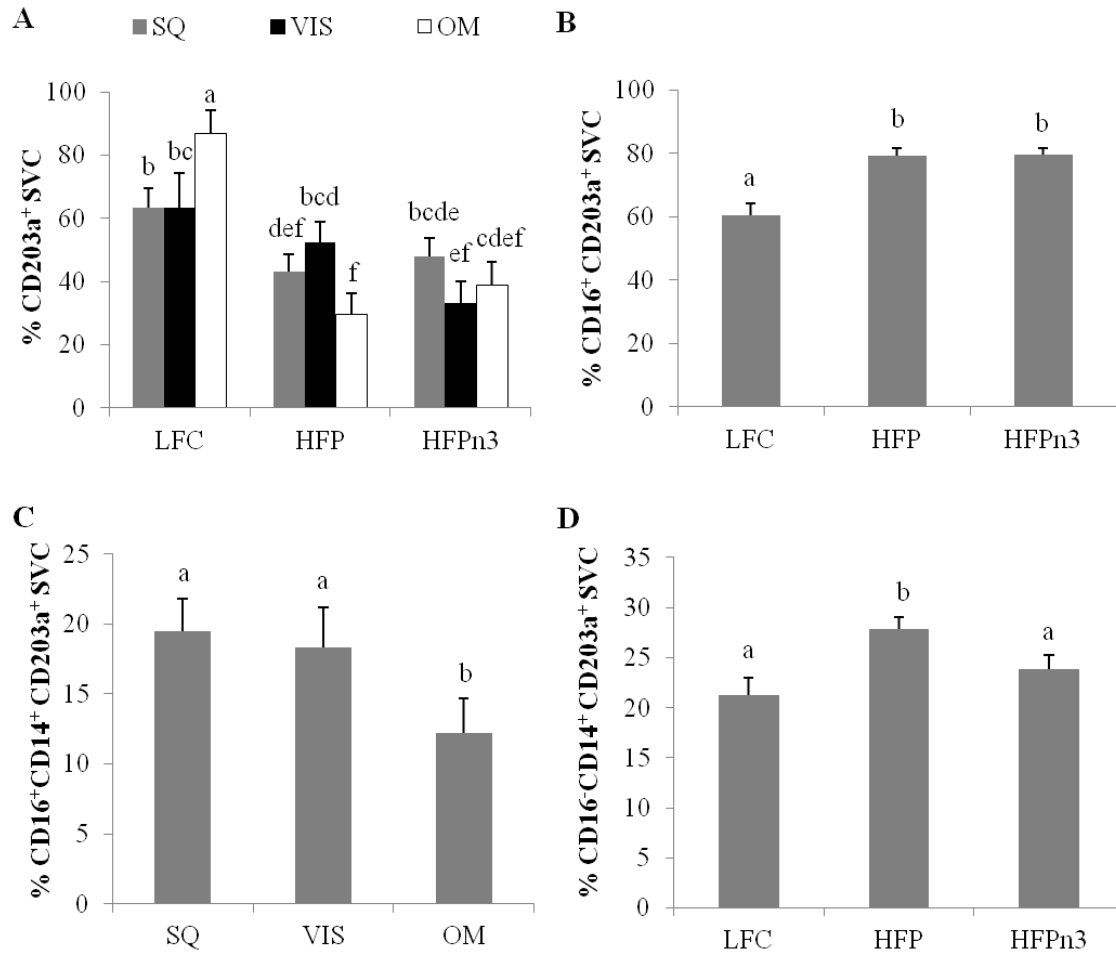 A
SQ VIS OM
% CD203a⁺ SVC
100
80
60
40
20
0
b bc a
def bcd f
bcde ef cdef
LFC HFP HFPn3
B
% CD16⁺ CD203a⁺ SVC
100
80
60
40
20
0
a b b
LFC HFP HFPn3
C
% CD16⁺CD14⁺ CD203a⁺ SVC
25
20
15
10
5
0
a a b
SQ VIS OM
D
% CD16⁻CD14⁺ CD203a⁺ SVC
35
30
25
20
15
10
5
0
a b a
LFC HFP HFPn3